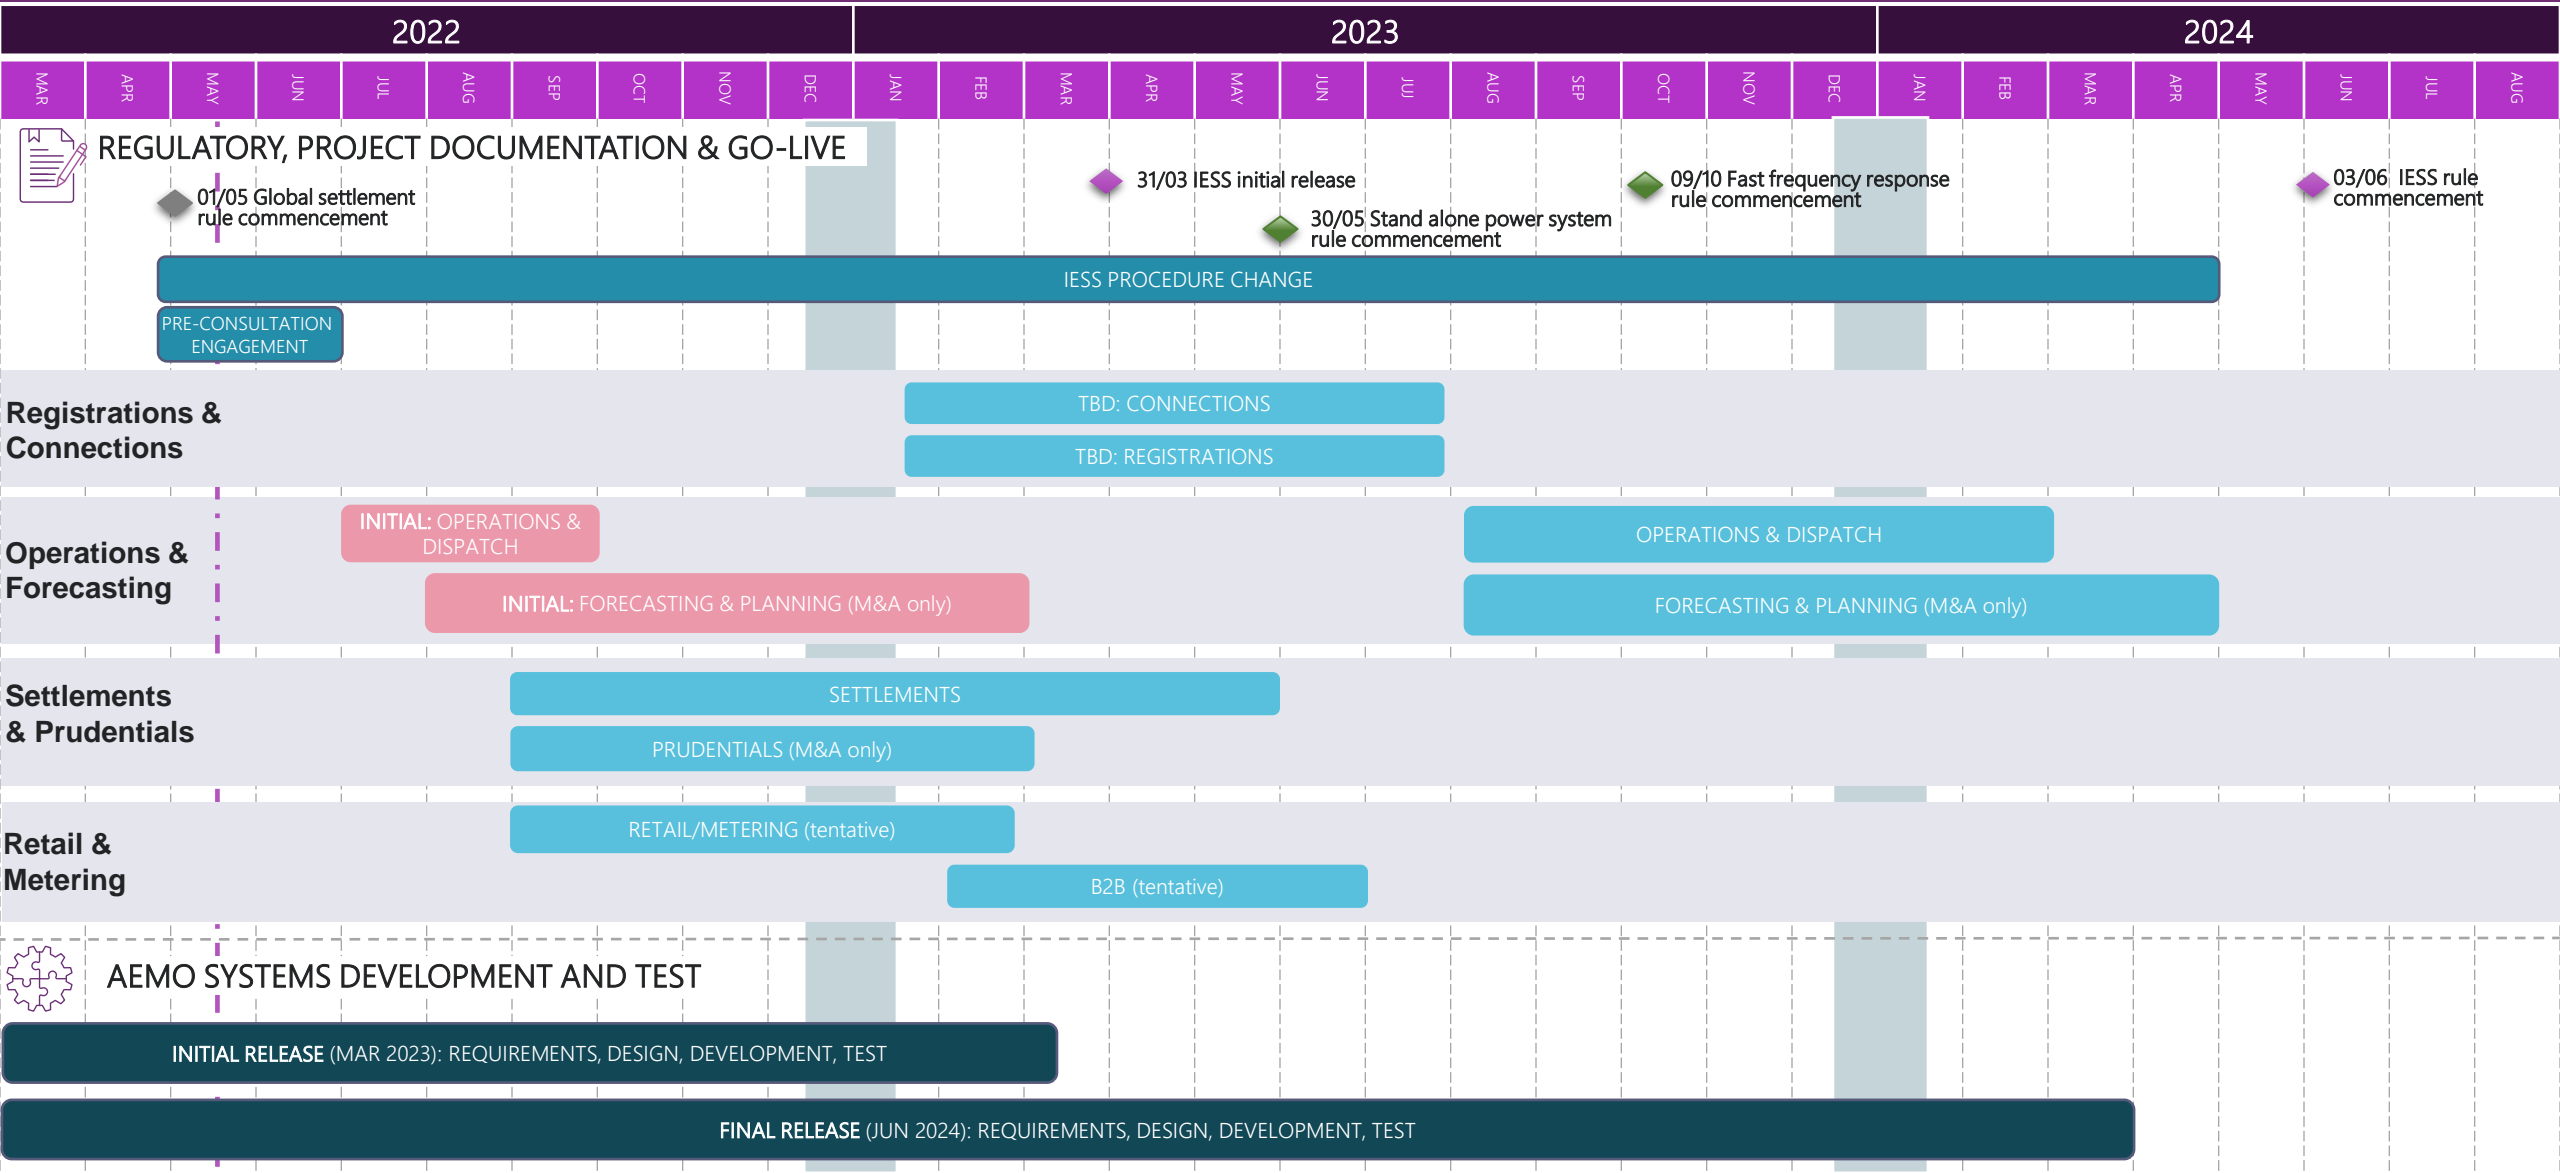 2022
2023
2024
MAR
APR
MAY
JUN
JUL
AUG
SEP
OCT
NOV
DEC
JAN
FEB
MAR
APR
MAY
JUN
JUJ
AUG
SEP
OCT
NOV
DEC
JAN
FEB
MAR
APR
MAY
JUN
JUL
AUG
REGULATORY, PROJECT DOCUMENTATION & GO-LIVE
01/05 Global settlement
rule commencement
31/03 IESS initial release
30/05 Stand alone power system
rule commencement
09/10 Fast frequency response
rule commencement
03/06 IESS rule
commencement
IESS PROCEDURE CHANGE
PRE-CONSULTATION
ENGAGEMENT
Registrations &
Connections
TBD: CONNECTIONS
TBD: REGISTRATIONS
Operations &
Forecasting
INITIAL: OPERATIONS &
DISPATCH
OPERATIONS & DISPATCH
INITIAL: FORECASTING & PLANNING (M&A only)
FORECASTING & PLANNING (M&A only)
Settlements
& Prudentials
SETTLEMENTS
PRUDENTIALS (M&A only)
Retail &
Metering
RETAIL/METERING (tentative)
B2B (tentative)
AEMO SYSTEMS DEVELOPMENT AND TEST
INITIAL RELEASE (MAR 2023): REQUIREMENTS, DESIGN, DEVELOPMENT, TEST
FINAL RELEASE (JUN 2024): REQUIREMENTS, DESIGN, DEVELOPMENT, TEST